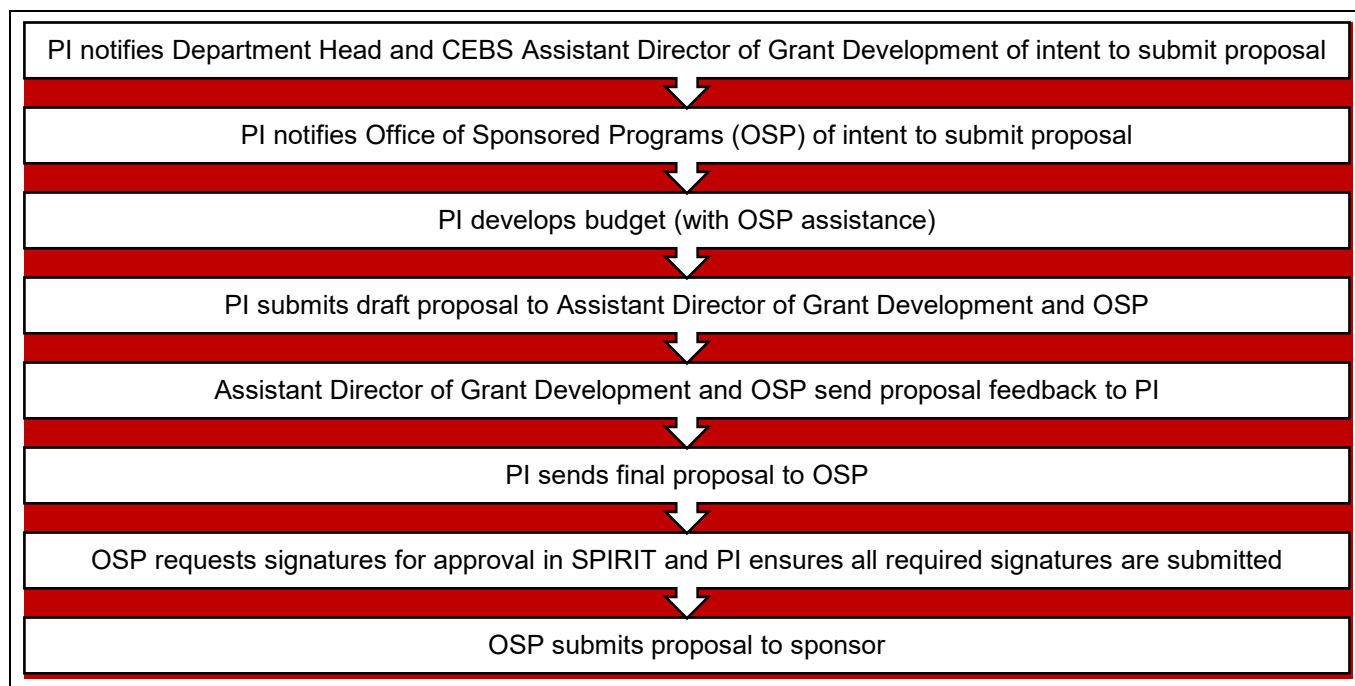 PI notifies Department Head and CEBS Assistant Director of Grant Development of intent to submit proposal
PI notifies Office of Sponsored Programs (OSP) of intent to submit proposal
PI develops budget (with OSP assistance)
PI submits draft proposal to Assistant Director of Grant Development and OSP
Assistant Director of Grant Development and OSP send proposal feedback to PI
PI sends final proposal to OSP
OSP requests signatures for approval in SPIRIT and PI ensures all required signatures are submitted
OSP submits proposal to sponsor